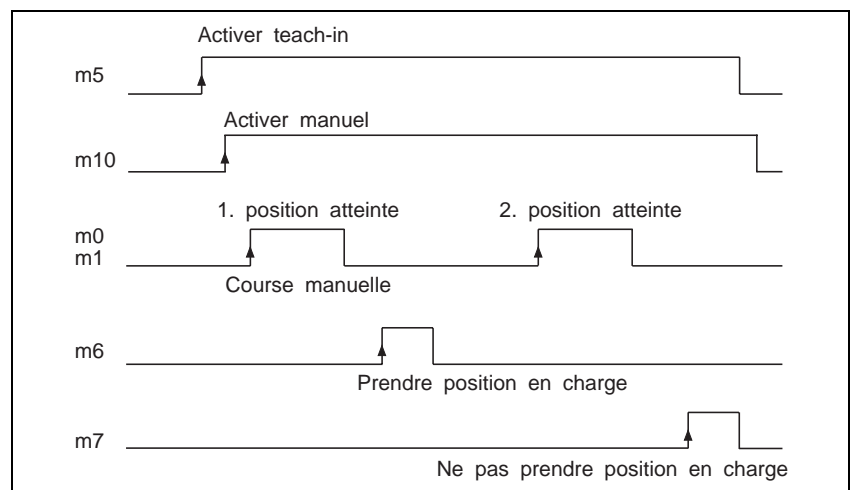 Activer teach-in
m5
Activer manuel
m10
1. position atteinte 2. position atteinte
m0
m1
Course manuelle
m6
Prendre position en charge
m7
Ne pas prendre position en charge